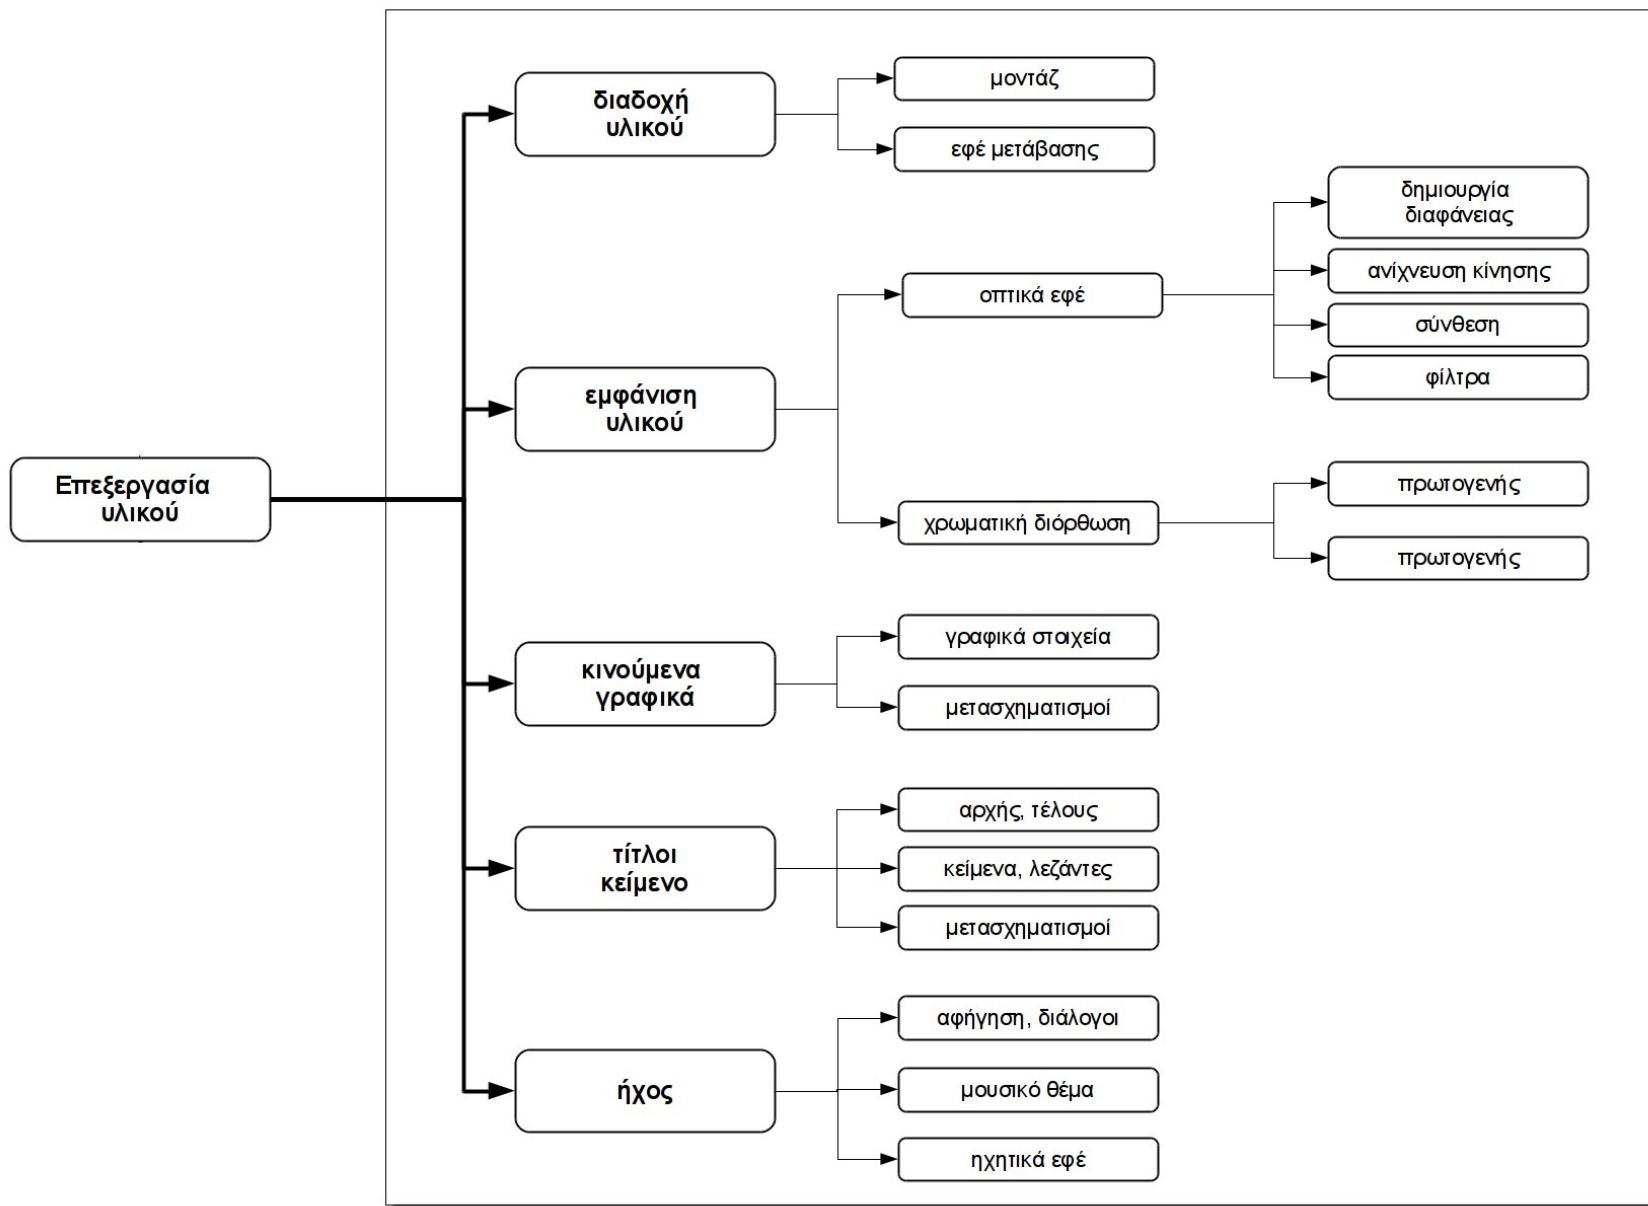 Επεξεργασία
υλικού
διαδοχή
υλικού
μοντάζ
εφέ μετάβασης
εμφάνιση
υλικού
οπτικά εφέ
δημιουργία
διαφάνειας
ανίχνευση κίνησης
σύνθεση
φίλτρα
χρωματική διόρθωση
πρωτογενής
πρωτογενής
κινούμενα
γραφικά
γραφικά στοιχεία
μετασχηματισμοί
τίτλοι
κείμενο
αρχής, τέλους
κείμενα, λεζάντες
μετασχηματισμοί
ήχος
αφήγηση, διάλογοι
μουσικό θέμα
ηχητικά εφέ